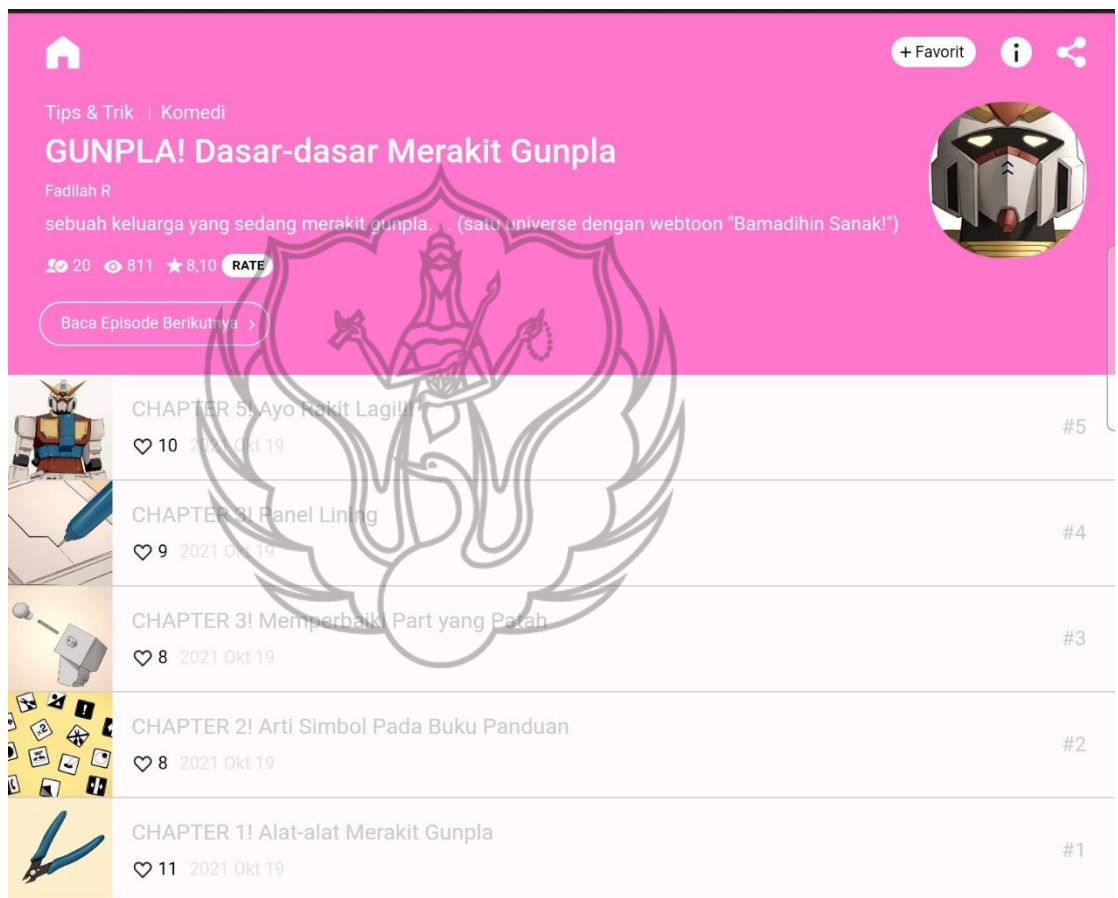 + Favorit
Tips & Trik | Komedi
GUNPLA! Dasar-dasar Merakit Gunpla
Fadilah R
sebuah keluarga yang sedang merakit gunpla. . . (satu universe dengan webtoon "Bamadihin Sanak!")
20 811 8,10 RATE
Baca Episode Berikutnya >
CHAPTER 5! Ayo Rakit Lagi!!!
10 2021 Okt 19
#5
CHAPTER 3! Panel Lining
9 2021 Okt 19
#4
CHAPTER 3! Memperbaiki Part yang Patah
8 2021 Okt 19
#3
CHAPTER 2! Arti Simbol Pada Buku Panduan
8 2021 Okt 19
#2
CHAPTER 1! Alat-alat Merakit Gunpla
11 2021 Okt 19
#1